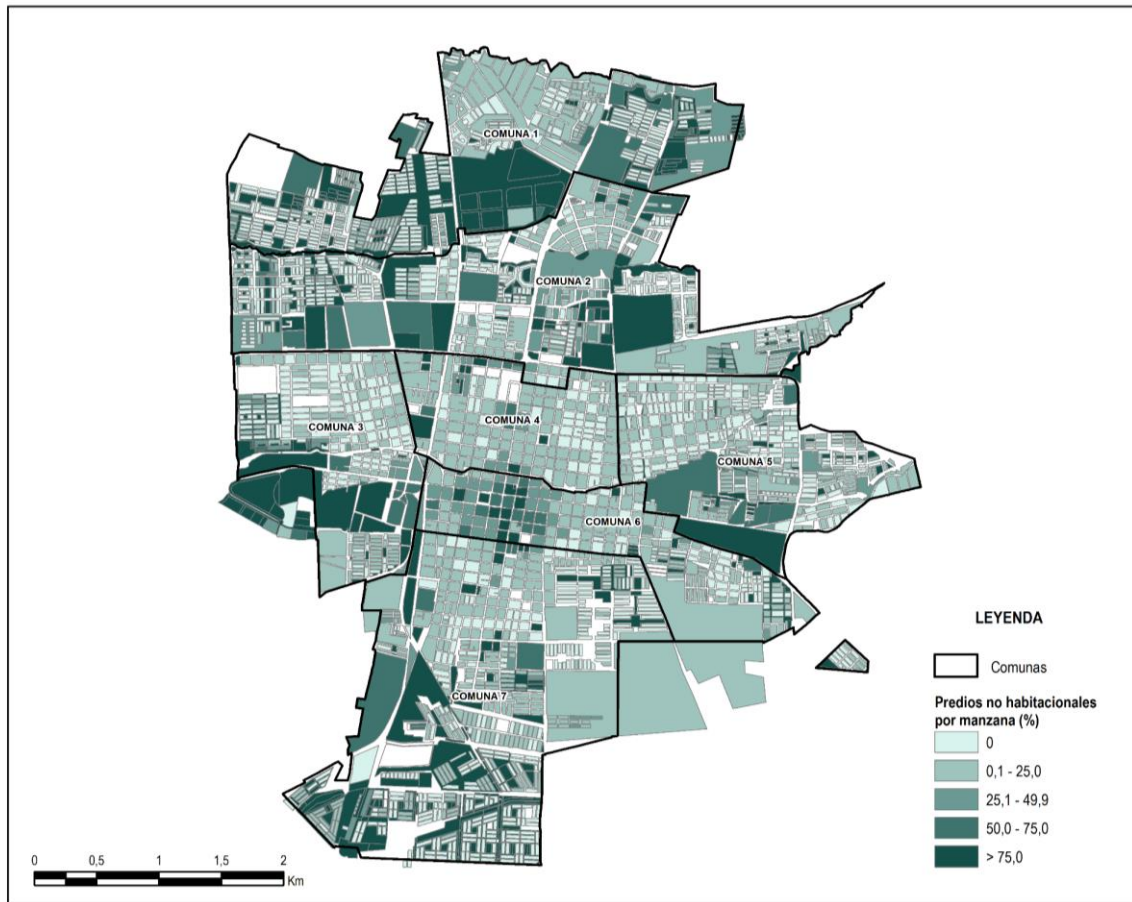 COMUNA 1
COMUNA 2
COMUNA 3
COMUNA 4
COMUNA 5
COMUNA 6
COMUNA 7
LEYENDA
Comunas
Predios no habitacionales
por manzana (%)
0
0,1 - 25,0
25,1 - 49,9
50,0 - 75,0
> 75,0
0 0,5 1 1,5 2
Km